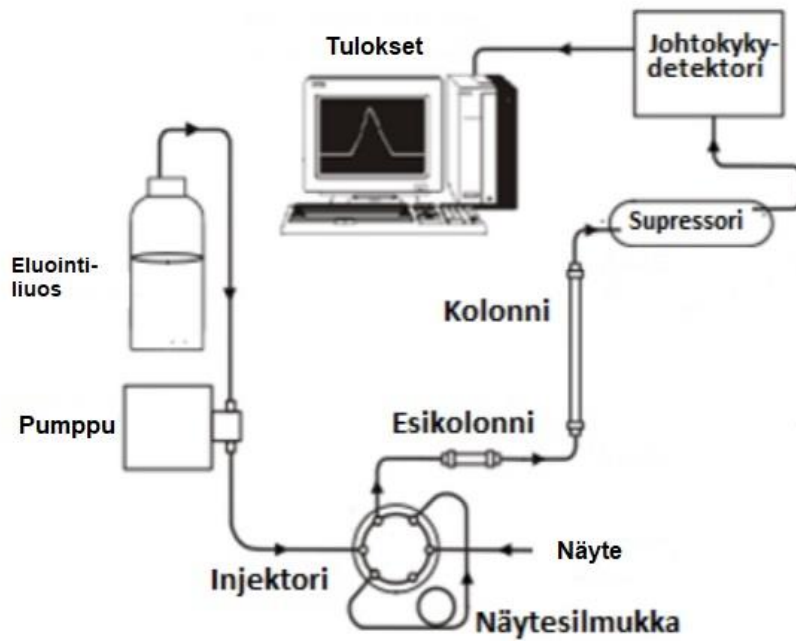 Tulokset
Johtokyky-
detektori
Eluointi-
liuos
Supressori
Kolonni
Pumppu
Esikolonni
Injektori
Näyte
Näytesilmukka